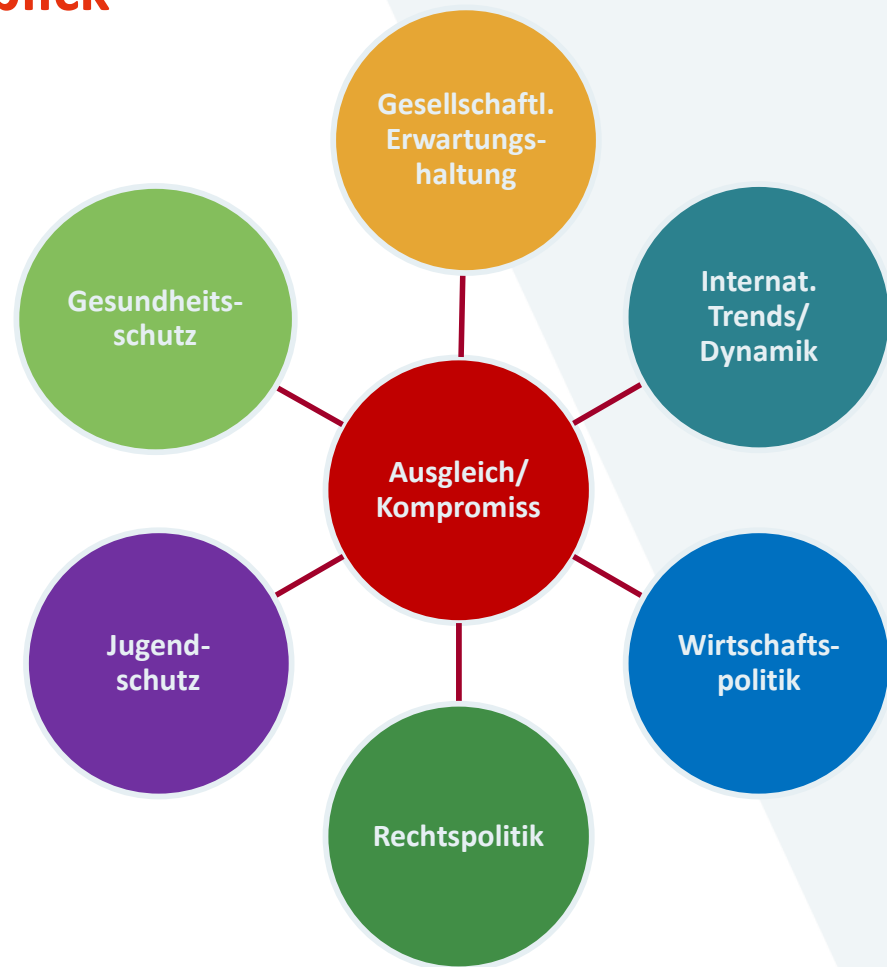 Gesellschaftl.
Erwartungs-
haltung
Internat.
Trends/
Dynamik
Gesundheits-
schutz
Ausgleich/
Kompromiss
Jugend-
schutz
Wirtschafts-
politik
Rechtspolitik